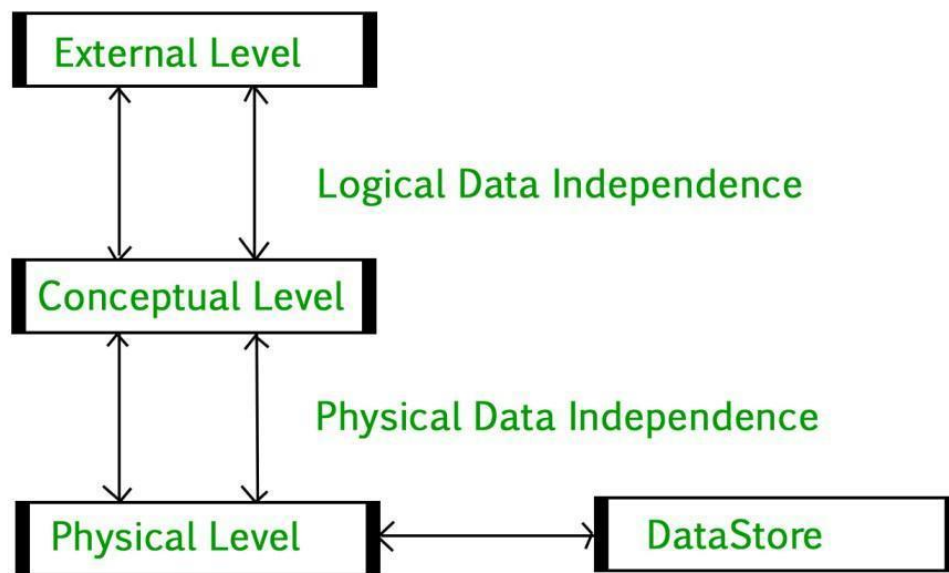 External Level
Logical Data Independence
Conceptual Level
Physical Data Independence
Physical Level
DataStore